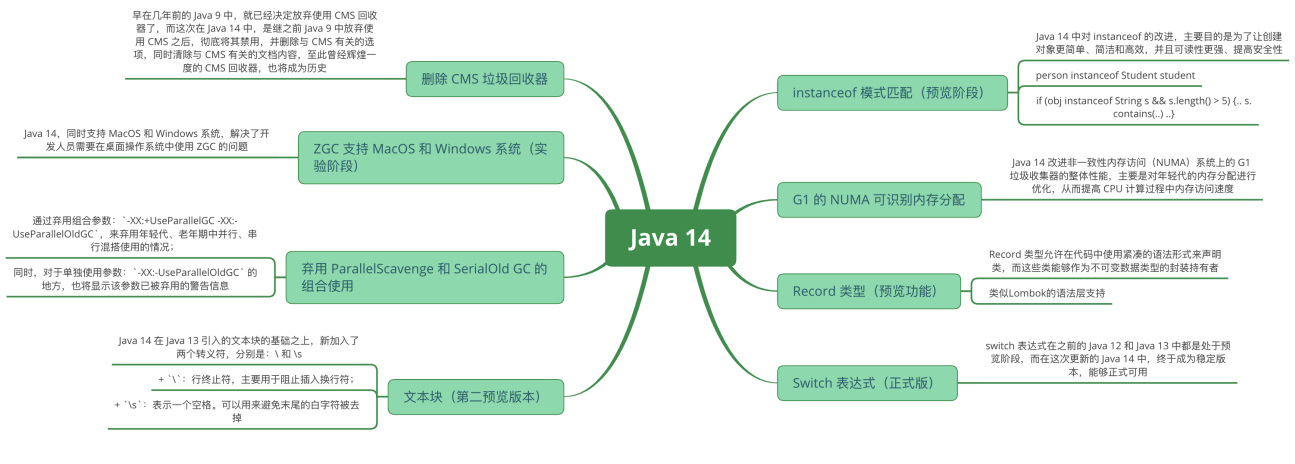 Java 14
instanceof 模式匹配（预览阶段）
Java 14 中对 instanceof 的改进，主要目的是为了让创建
对象更简单、简洁和高效，并且可读性更强、提高安全性
person instanceof Student student
if (obj instanceof String s && s.length() > 5) {.. s.
contains(..) ..}
G1 的 NUMA 可识别内存分配
Java 14 改进非一致性内存访问（NUMA）系统上的 G1
垃圾收集器的整体性能，主要是对年轻代的内存分配进行
优化，从而提高 CPU 计算过程中内存访问速度
Record 类型（预览功能）
Record 类型允许在代码中使用紧凑的语法形式来声明
类，而这些类能够作为不可变数据类型的封装持有者
类似Lombok的语法层支持
Switch 表达式（正式版）
switch 表达式在之前的 Java 12 和 Java 13 中都是处于预
览阶段，而在这次更新的 Java 14 中，终于成为稳定版
本，能够正式可用
删除 CMS 垃圾回收器
早在几年前的 Java 9 中，就已经决定放弃使用 CMS 回收
器了，而这次在 Java 14 中，是继之前 Java 9 中放弃使
用 CMS 之后，彻底将其禁用，并删除与 CMS 有关的选
项，同时清除与 CMS 有关的文档内容，至此曾经辉煌一
度的 CMS 回收器，也将成为历史
ZGC 支持 MacOS 和 Windows 系统（实
验阶段）
Java 14，同时支持 MacOS 和 Windows 系统，解决了开
发人员需要在桌面操作系统中使用 ZGC 的问题
弃用 ParallelScavenge 和 SerialOld GC 的
组合使用
通过弃用组合参数：`-XX:+UseParallelGC -XX:-
UseParallelOldGC`，来弃用年轻代、老年期中并行、串
行混搭使用的情况；
同时，对于单独使用参数：`-XX:-UseParallelOldGC` 的
地方，也将显示该参数已被弃用的警告信息
文本块（第二预览版本）
Java 14 在 Java 13 引入的文本块的基础之上，新加入了
两个转义符，分别是：\ 和 \s
+ `\`：行终止符，主要用于阻止插入换行符；
+ `\s`：表示一个空格。可以用来避免末尾的白字符被去
掉